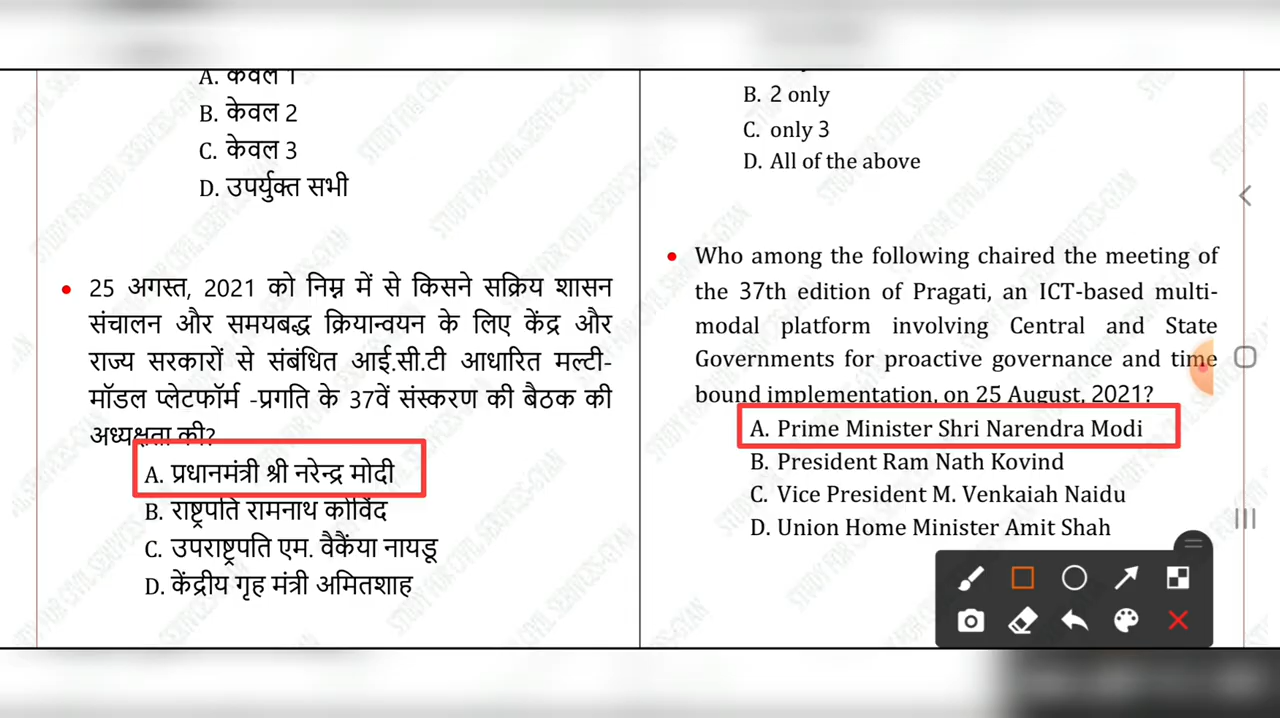 A. केवल 1
B. केवल 2
C. केवल 3
D. उपर्युक्त सभी
25 अगस्त, 2021 को निम्न में से किसने सक्रिय शासन
संचालन और समयबद्ध क्रियान्वयन के लिए केंद्र और
राज्य सरकारों से संबंधित आई.सी.टी आधारित मल्टी-
मॉडल प्लेटफॉर्म -प्रगति के 37वें संस्करण की बैठक की
अध्यक्षता की?
A. प्रधानमंत्री श्री नरेन्द्र मोदी
B. राष्ट्रपति रामनाथ कोविंद
C. उपराष्ट्रपति एम. वैकैंया नायडू
D. केंद्रीय गृह मंत्री अमितशाह
B. 2 only
C. only 3
D. All of the above
Who among the following chaired the meeting of
the 37th edition of Pragati, an ICT-based multi-
modal platform involving Central and State
Governments for proactive governance and time
bound implementation, on 25 August, 2021?
A. Prime Minister Shri Narendra Modi
B. President Ram Nath Kovind
C. Vice President M. Venkaiah Naidu
D. Union Home Minister Amit Shah
STUDY FOR CIVIL SERVICES-GYAN